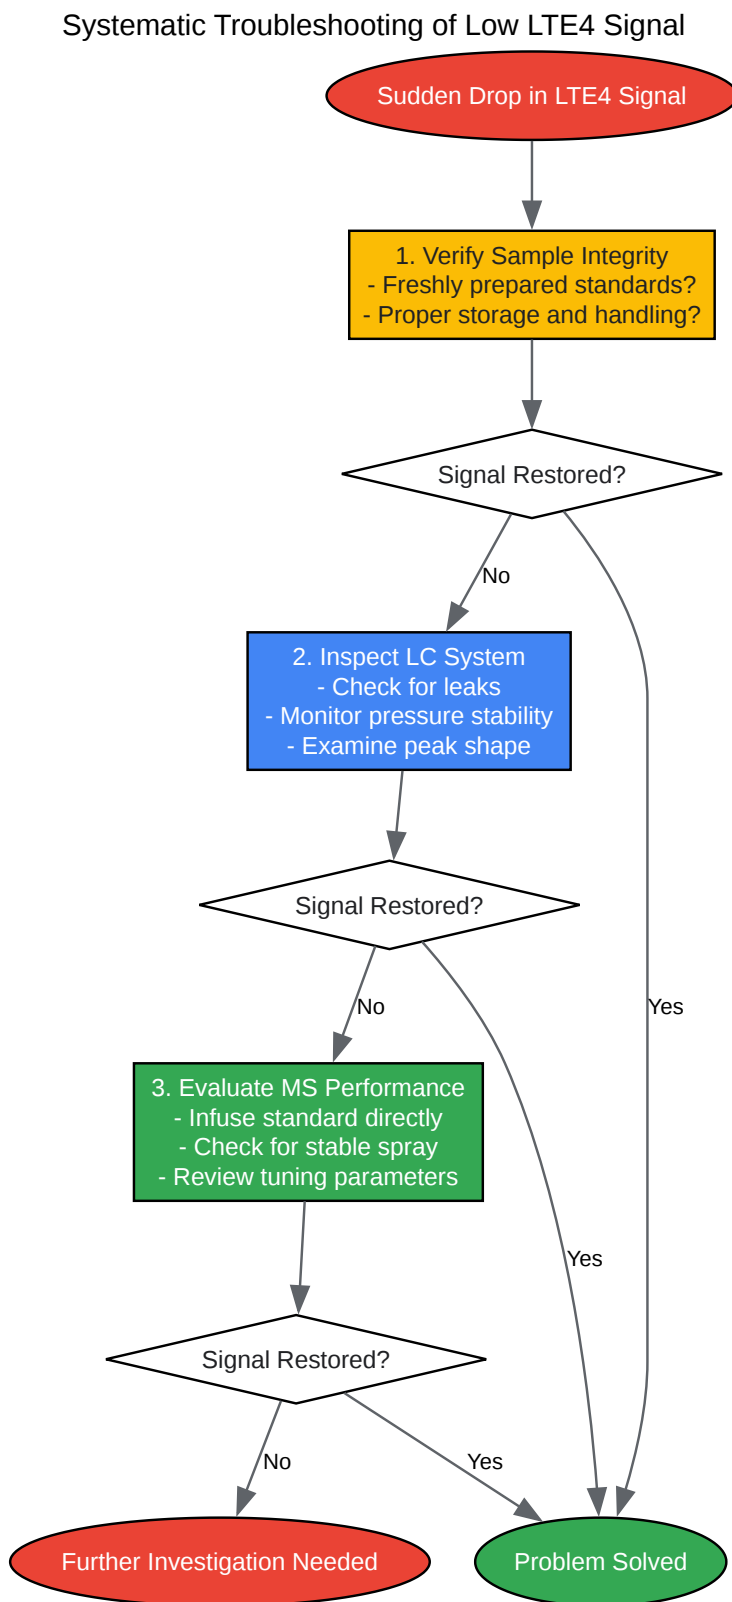 Systematic Troubleshooting of Low LTE4 Signal
Sudden Drop in LTE4 Signal
1. Verify Sample Integrity
- Freshly prepared standards?
- Proper storage and handling?
Signal Restored?
No
2. Inspect LC System
- Check for leaks
- Monitor pressure stability
- Examine peak shape
Signal Restored?
No
Yes
3. Evaluate MS Performance
- Infuse standard directly
- Check for stable spray
- Review tuning parameters
Yes
Signal Restored?
No
Yes
Further Investigation Needed
Problem Solved